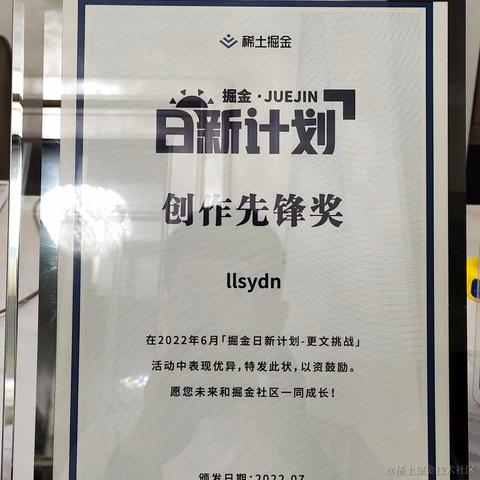 稀土掘金
掘金·JUEJIN
日新计划
创作先锋奖
llsydn
在2022年6月「掘金日新计划-更文挑战」
活动中表现优异,特发此状,以资鼓励。
愿您未来和掘金社区一同成长!
颁发日期:2022.07
@稀土掘金技术社区